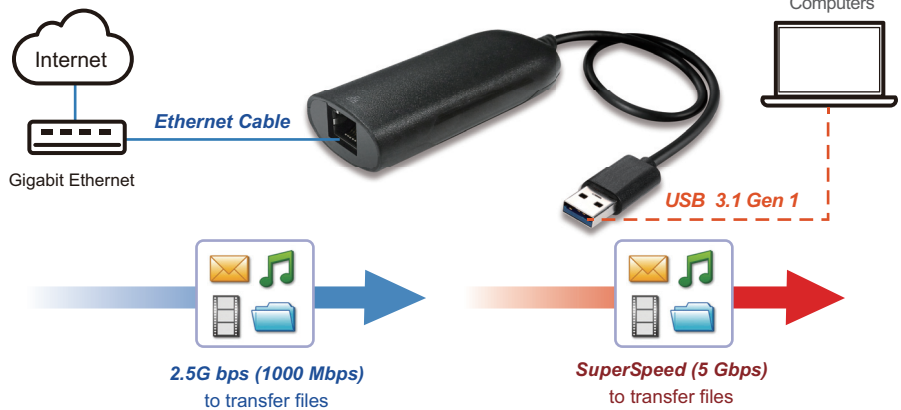 Computers
Internet
Ethernet Cable
Gigabit Ethernet
USB 3.1 Gen 1
2.5G bps (1000 Mbps)
to transfer files
SuperSpeed (5 Gbps)
to transfer files